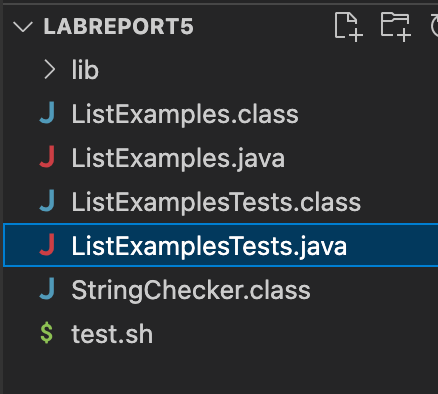 LABREPORT5
lib
ListExamples.class
ListExamples.java
ListExamplesTests.class
ListExamplesTests.java
StringChecker.class
$ test.sh